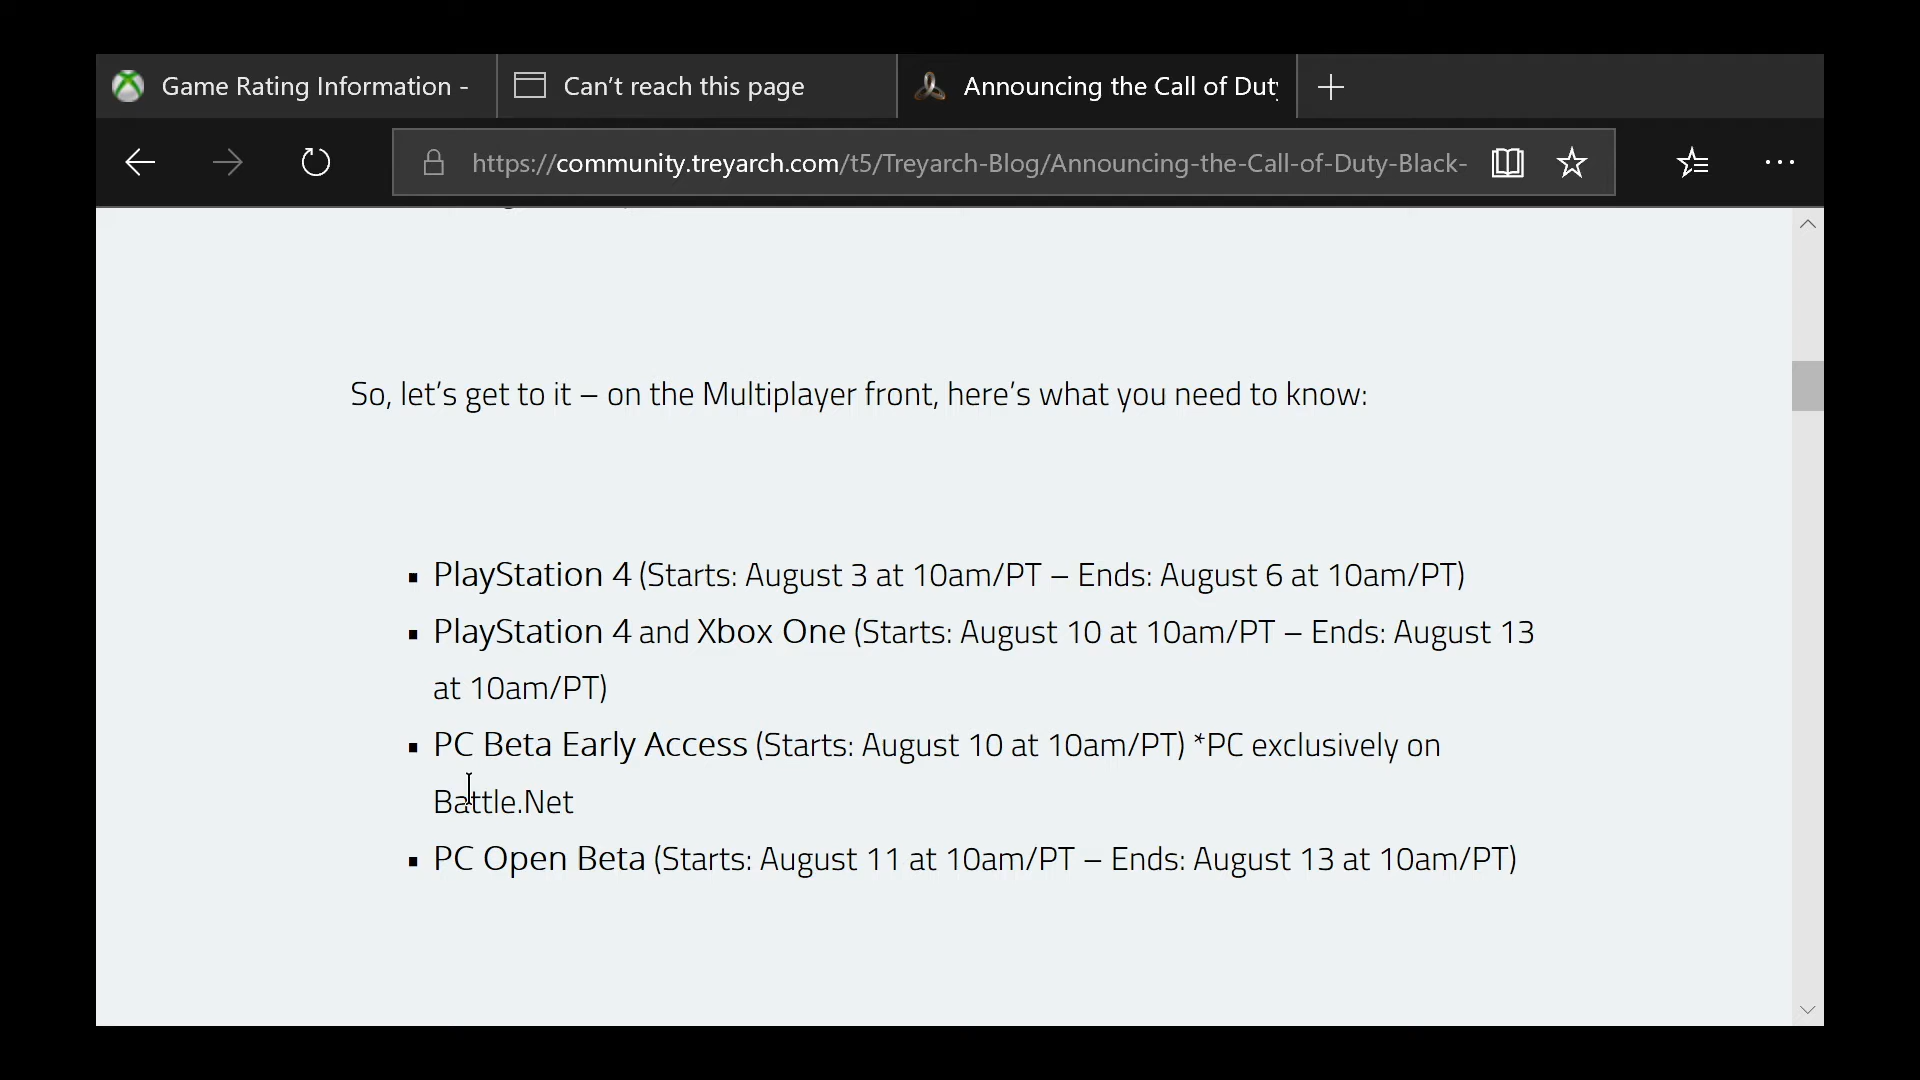 Game Rating Information -
Can't reach this page
Announcing the Call of Duty
https://community.treyarch.com/t5/Treyarch-Blog/Announcing-the-Call-of-Duty-Black-
So, let's get to it – on the Multiplayer front, here's what you need to know:
▪ PlayStation 4 (Starts: August 3 at 10am/PT – Ends: August 6 at 10am/PT)
▪ PlayStation 4 and Xbox One (Starts: August 10 at 10am/PT – Ends: August 13
at 10am/PT)
▪ PC Beta Early Access (Starts: August 10 at 10am/PT) *PC exclusively on
Battle.Net
▪ PC Open Beta (Starts: August 11 at 10am/PT – Ends: August 13 at 10am/PT)